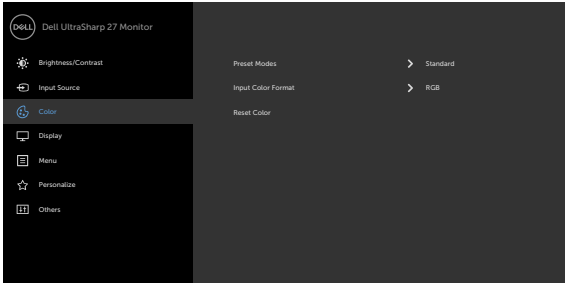 DELL Dell UltraSharp 27 Monitor
Brightness/Contrast
Input Source
Color
Display
Menu
Personalize
Others
Preset Modes Standard
Input Color Format RGB
Reset Color